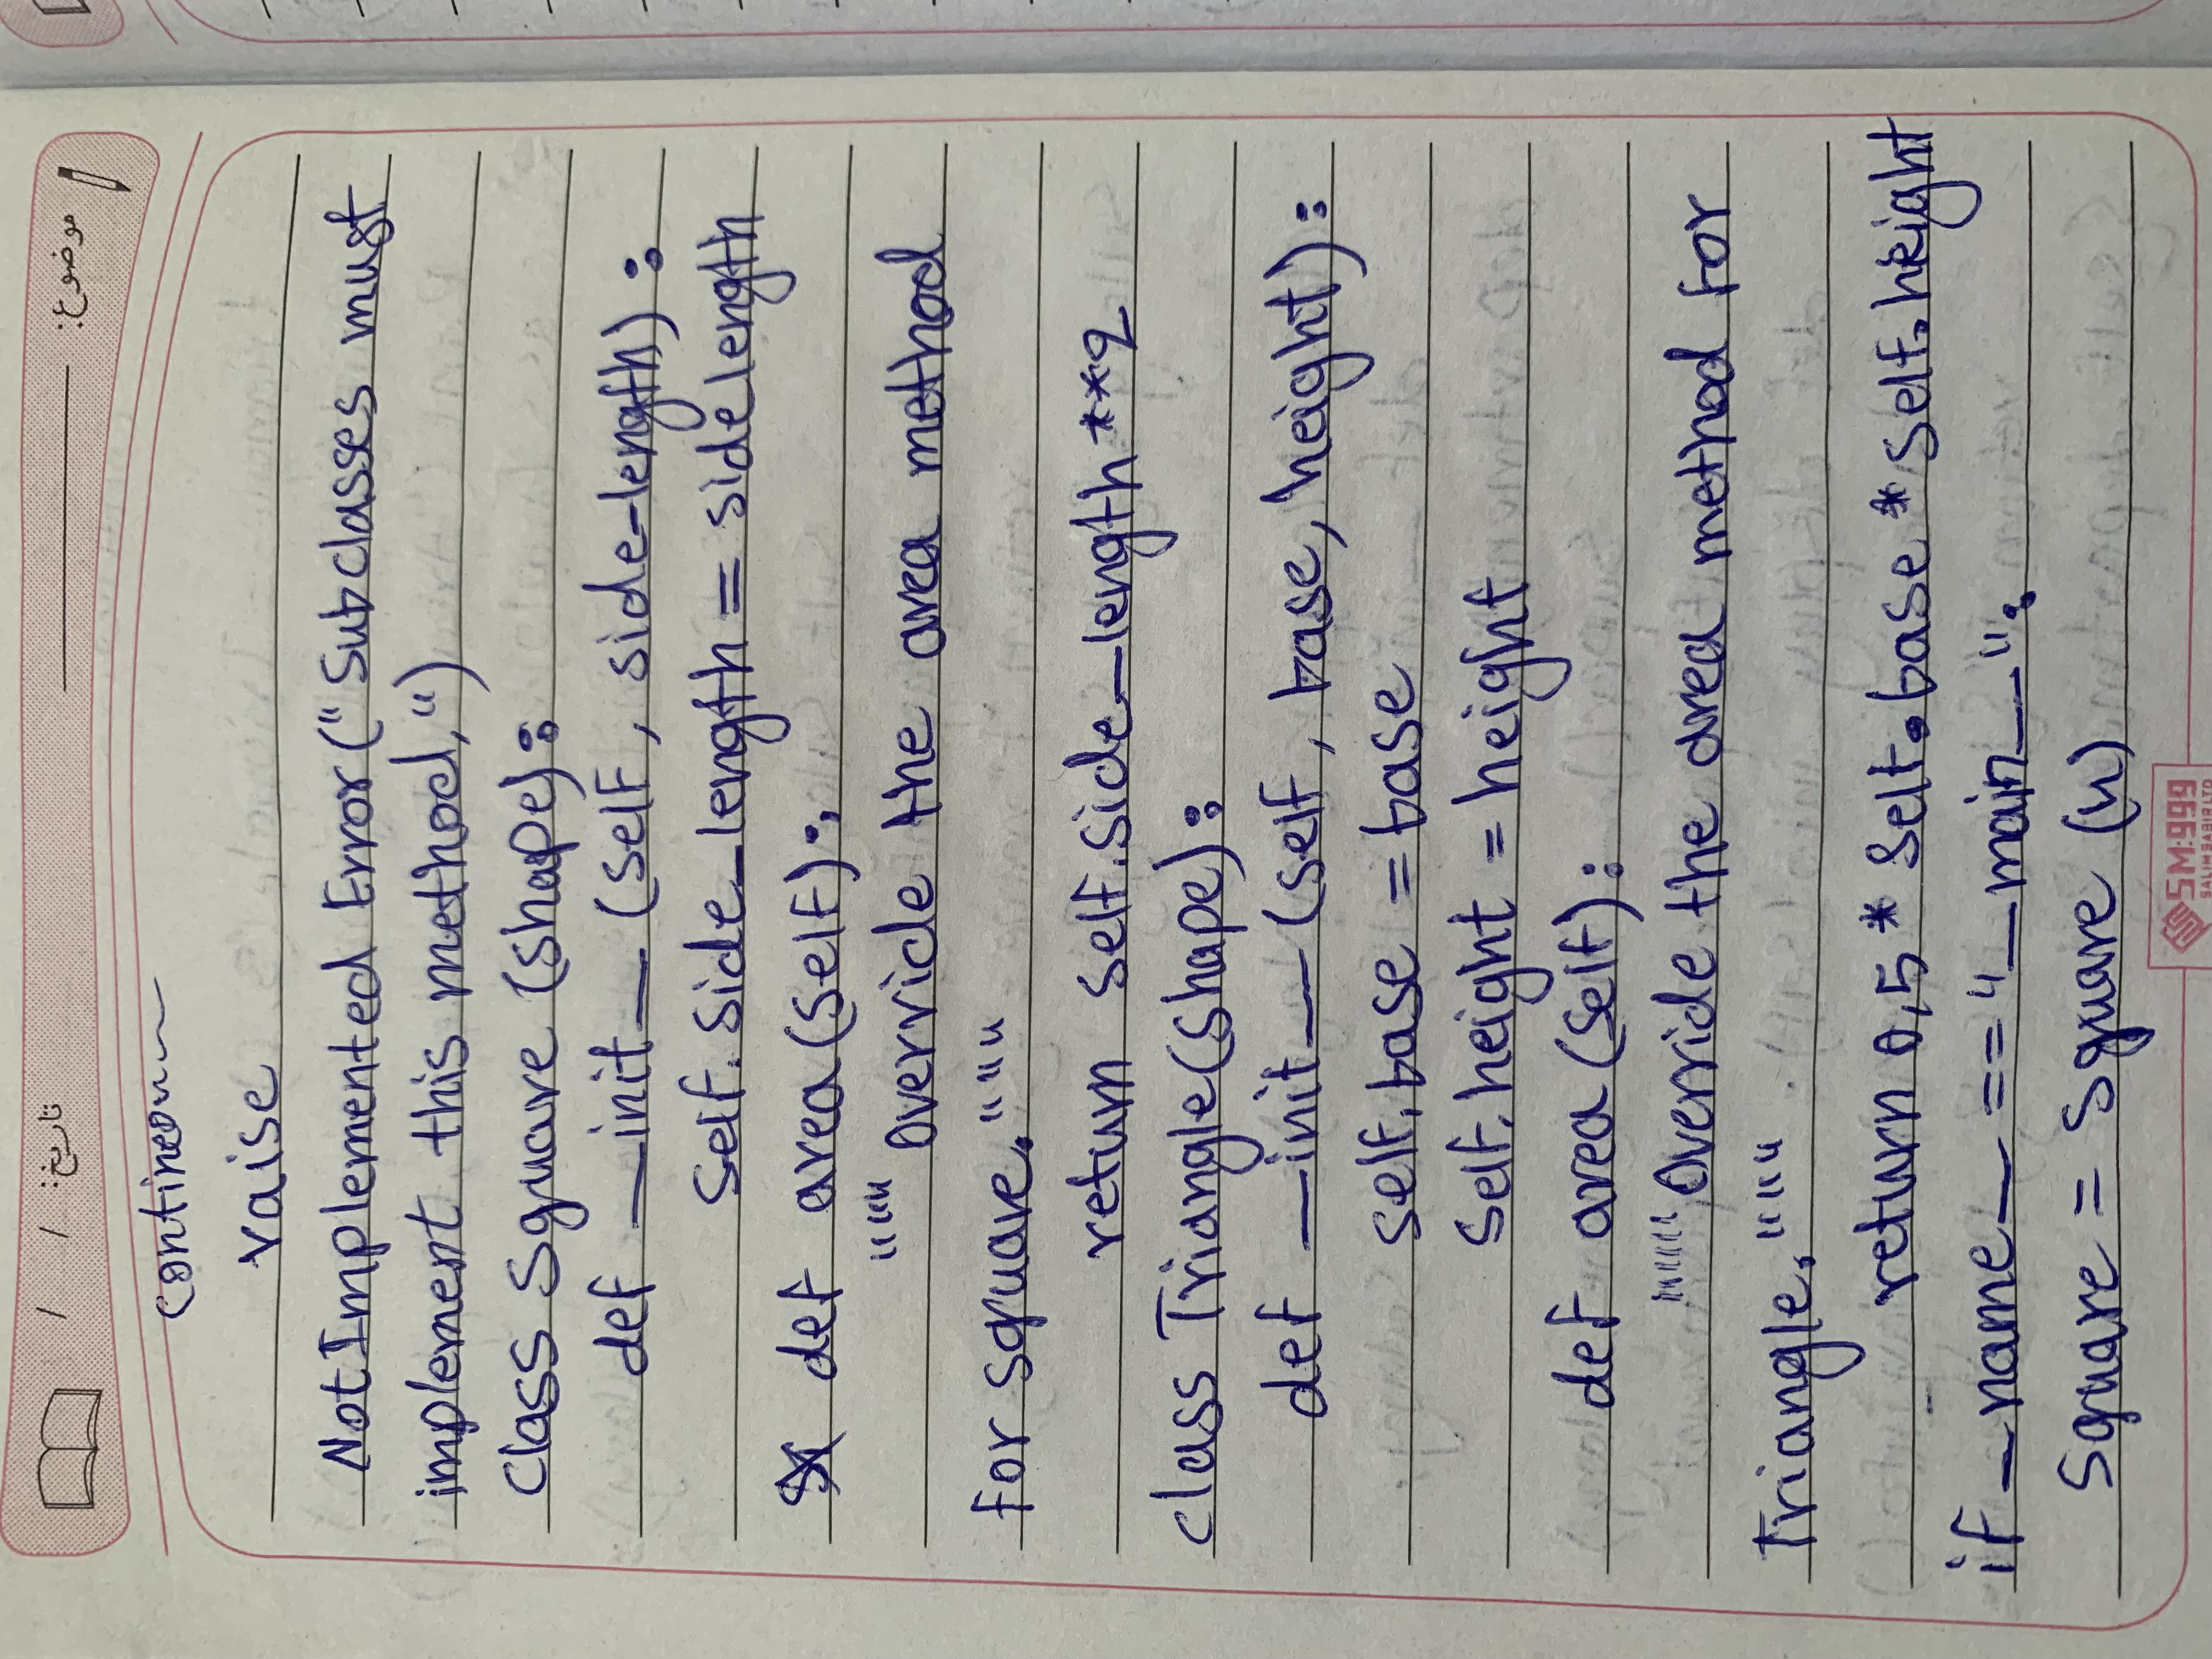 تاریخ: / /
موضوع:
raise
NotImplemented Error("Subclasses must
implement this method,")
class Square (shape):
def __init__ (self, side-length):
self.side_length = sidelength
def area(self):
"""Override the area method
for square."""
return self.side_length **2
class Triangle(shape):
def __init__ (self, base, height):
self.base = base
self.height = height
def area (self):
"""Override the area method for
Triangle."""
return 0,5 * self.base * self.height
if __name__ == "__main__":
Square = Square (4)
SM:999
SALIM SABIR LTD